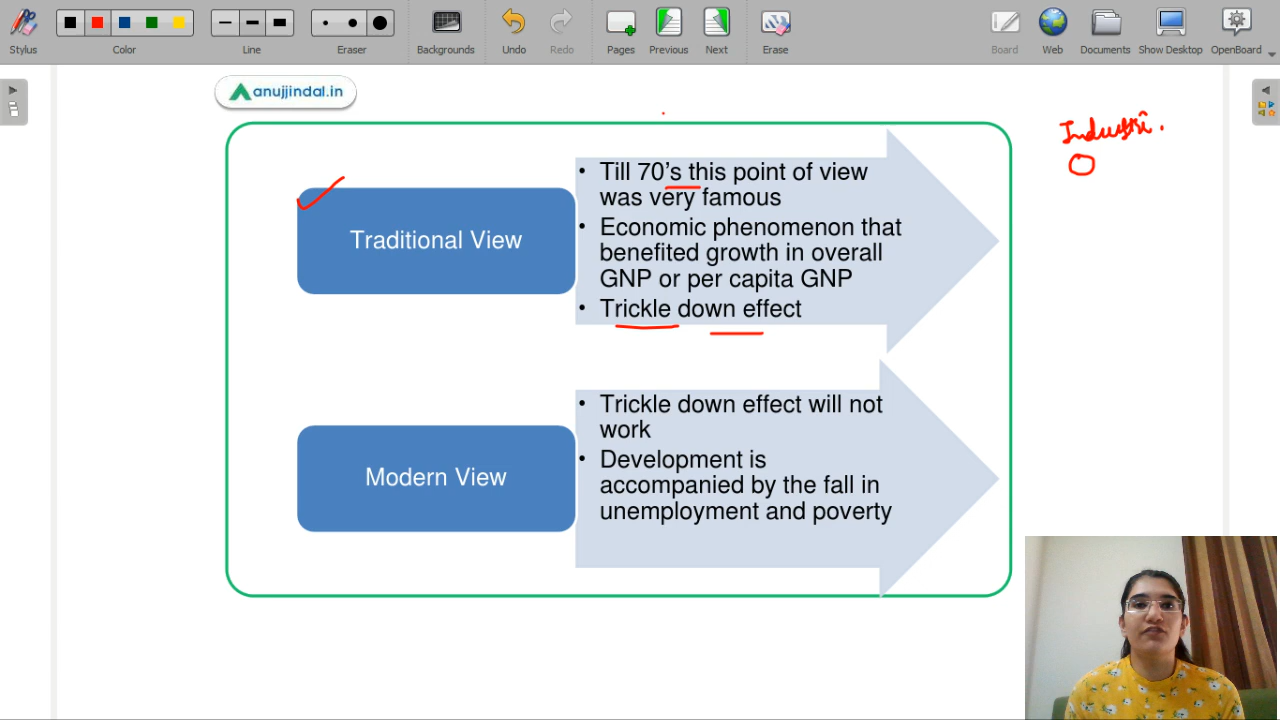 Stylus
Color
Line
Eraser
Backgrounds
Undo
Redo
Pages
Previous
Next
Erase
Board
Web
Documents
Show Desktop
OpenBoard
anujjindal.in
Traditional View
• Till 70's this point of view
was very famous
• Economic phenomenon that
benefited growth in overall
GNP or per capita GNP
• Trickle down effect
Modern View
• Trickle down effect will not
work
• Development is
accompanied by the fall in
unemployment and poverty